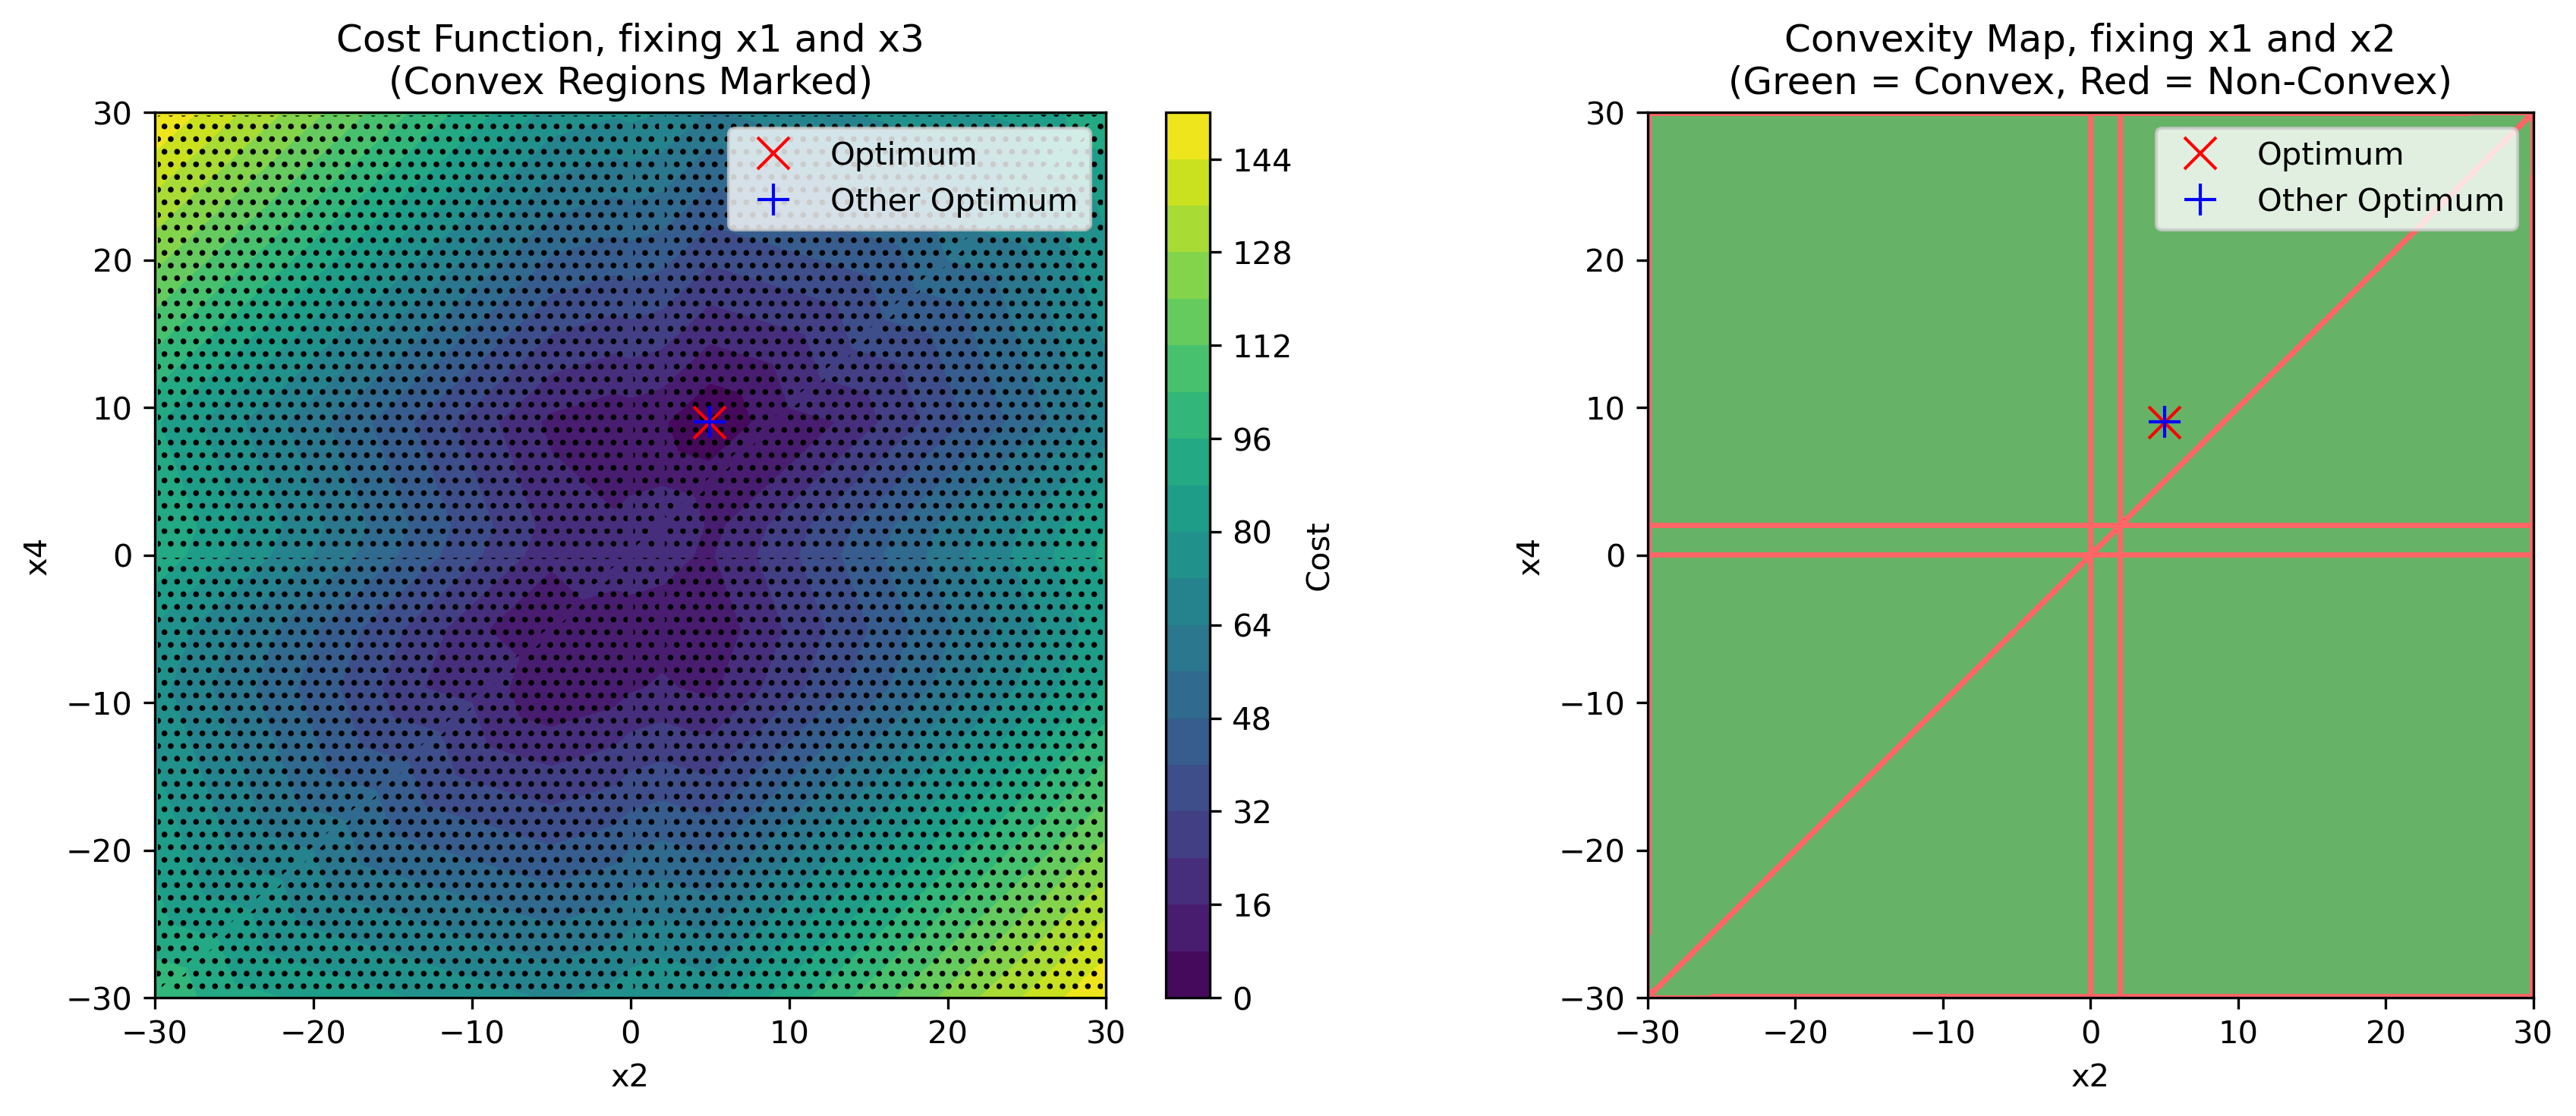 Cost Function, fixing x1 and x3
(Convex Regions Marked)
30
20
10
0
−10
−20
−30
x4
−30 −20 −10 0 10 20 30
x2
Optimum
Other Optimum
144
128
112
96
80
64
48
32
16
0
Cost
Convexity Map, fixing x1 and x2
(Green = Convex, Red = Non-Convex)
30
20
10
0
−10
−20
−30
x4
−30 −20 −10 0 10 20 30
x2
Optimum
Other Optimum